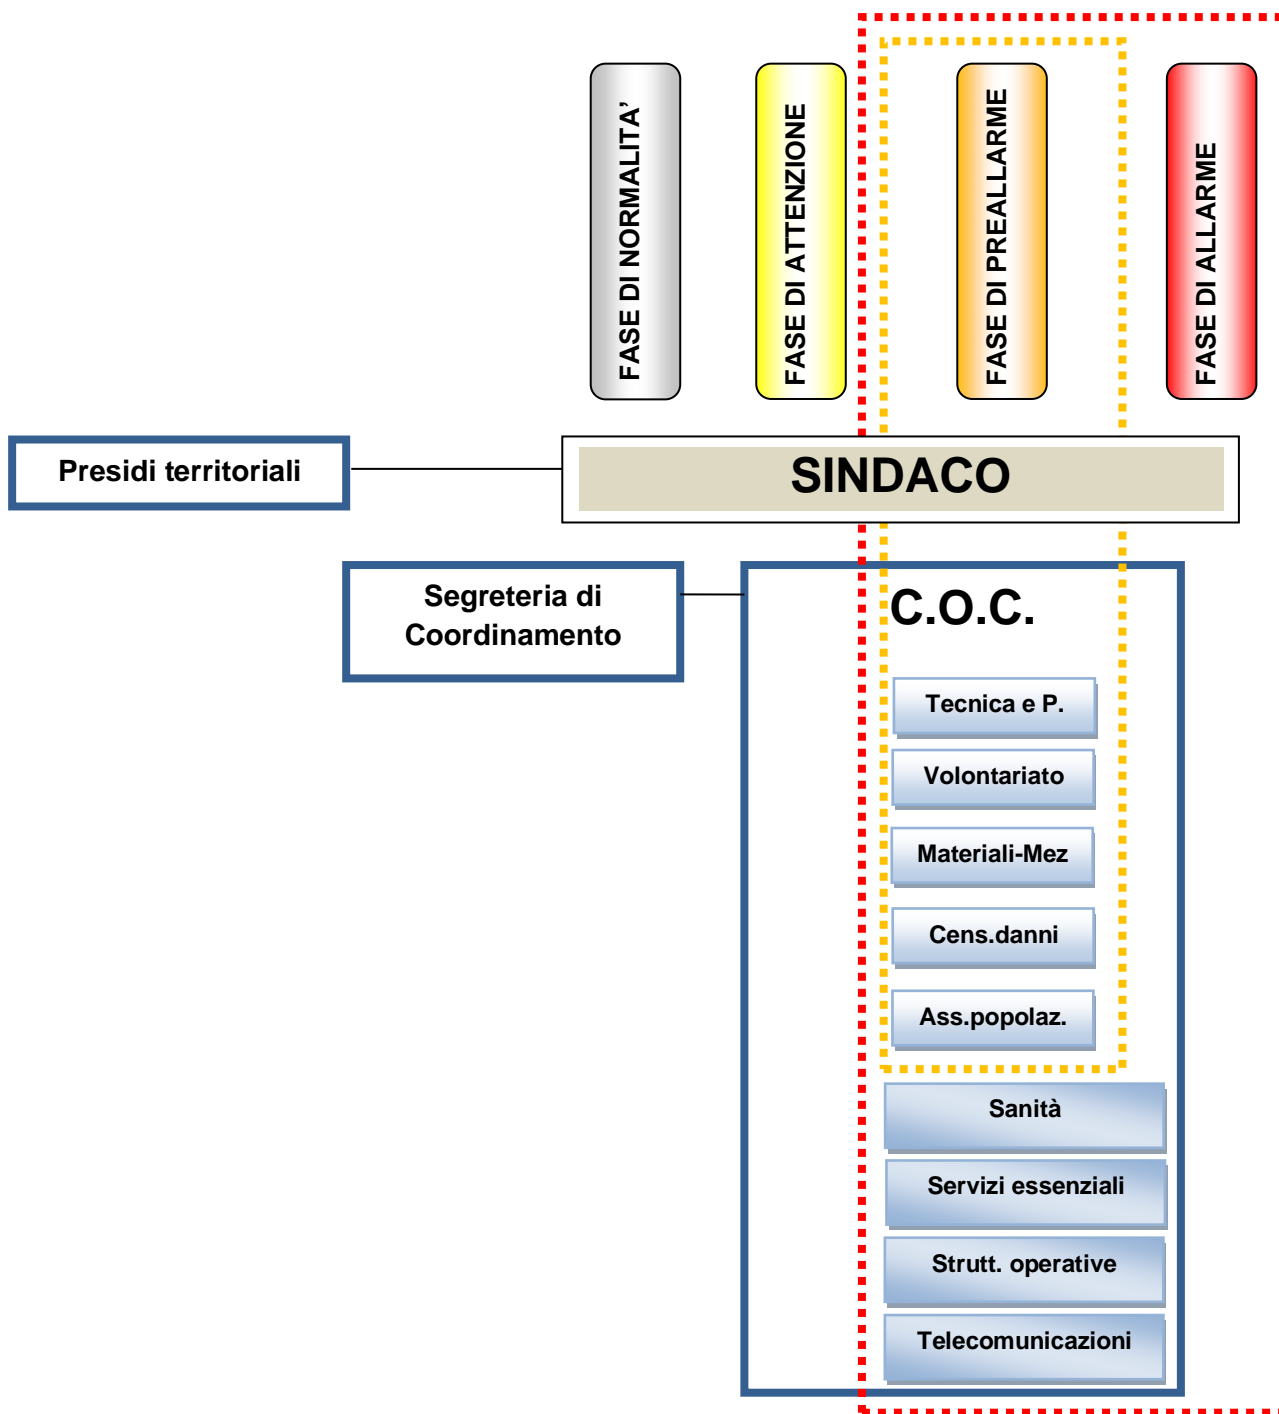 FASE DI NORMALITA’
FASE DI ATTENZIONE
FASE DI PREALLARME
FASE DI ALLARME
Presidi territoriali
SINDACO
Segreteria di
Coordinamento
C.O.C.
Tecnica e P.
Volontariato
Materiali-Mez
Cens.danni
Ass.popolaz.
Sanità
Servizi essenziali
Strutt. operative
Telecomunicazioni